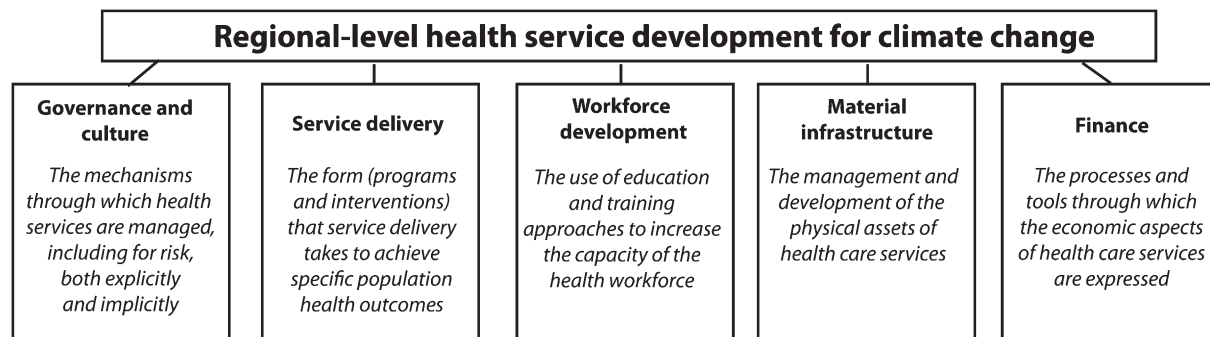 Regional-level health service development for climate change
Governance and
culture
The mechanisms
through which health
services are managed,
including for risk,
both explicitly
and implicitly
Service delivery
The form (programs
and interventions)
that service delivery
takes to achieve
specific population
health outcomes
Workforce
development
The use of education
and training
approaches to increase
the capacity of the
health workforce
Material
infrastructure
The management and
development of the
physical assets of
health care services
Finance
The processes and
tools through which
the economic aspects
of health care services
are expressed